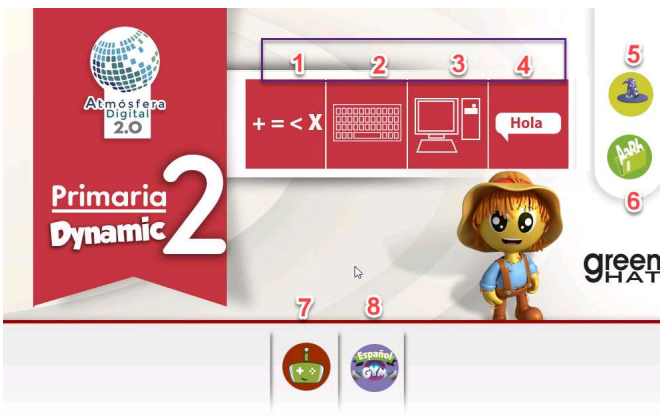 1 2 3 4
5
Atmósfera
Digital
2.0
+ = < X
Hola
AaRh
6
Primaria
Dynamic 2
green
HAT
7 8
Español
GYM